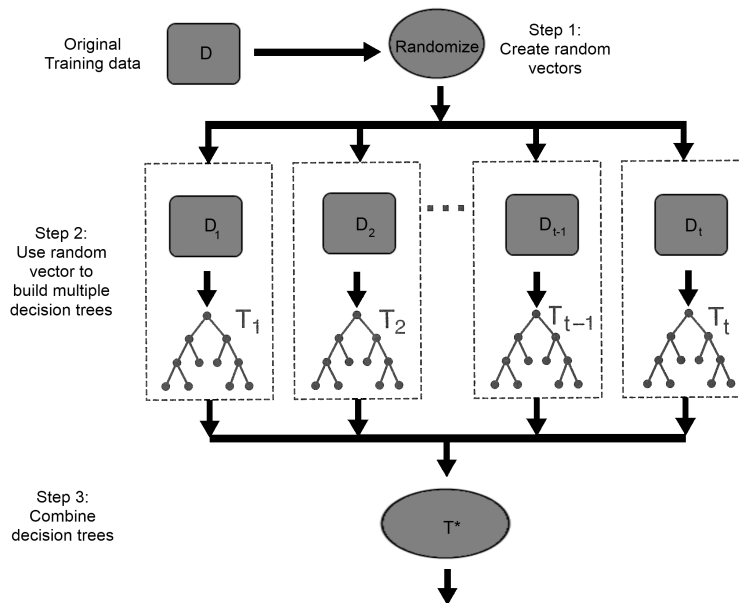 Original
Training data
D
Randomize
Step 1:
Create random
vectors
Step 2:
Use random
vector to
build multiple
decision trees
D1
D2
Dt-1
Dt
T1
T2
Tt–1
Tt
Step 3:
Combine
decision trees
T*